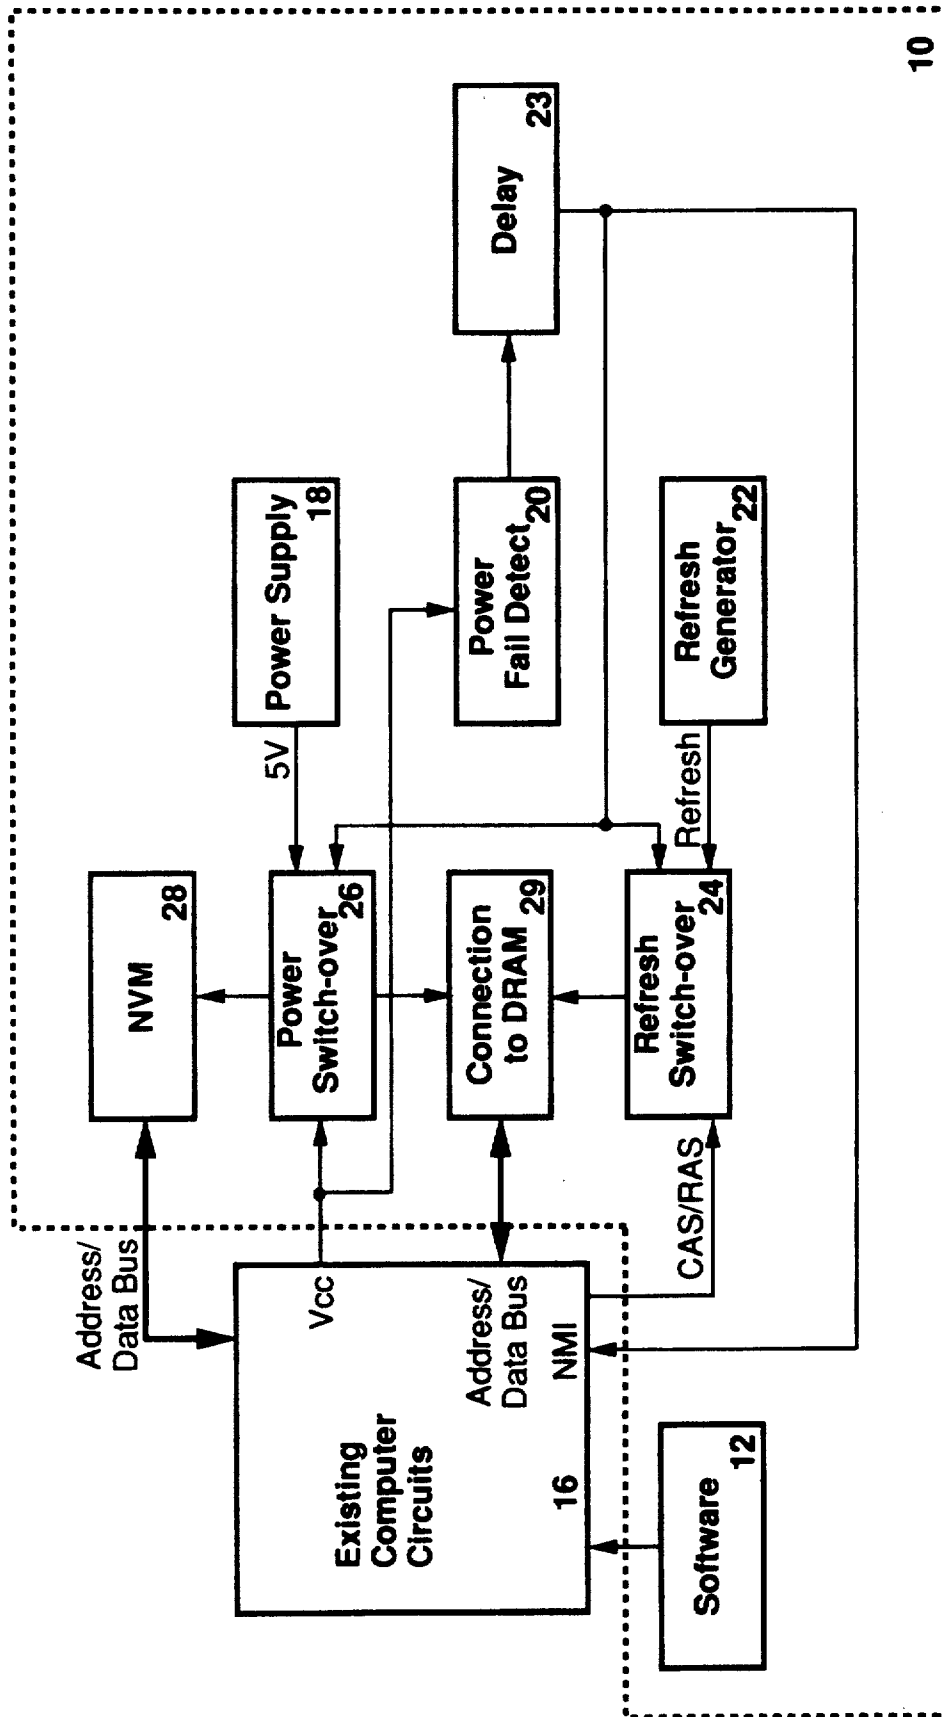 Address/
Data Bus
NVM
28
Existing
Computer
Circuits
16
Vcc
Address/
Data Bus
NMI
Power
Switch-over
26
5V
Power Supply
18
Connection
to DRAM
29
Power
Fail Detect
20
Delay
23
CAS/RAS
Refresh
Switch-over
24
Refresh
Refresh
Generator
22
Software
12
10